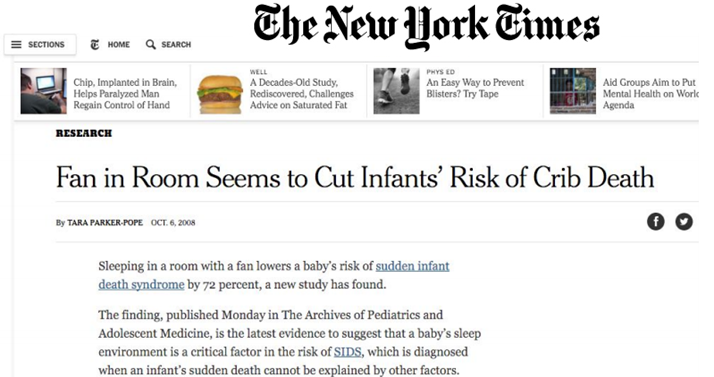 The New York Times
SECTIONS HOME SEARCH
Chip, Implanted in Brain,
Helps Paralyzed Man
Regain Control of Hand
WELL
A Decades-Old Study,
Rediscovered, Challenges
Advice on Saturated Fat
PHYS ED
An Easy Way to Prevent
Blisters? Try Tape
Aid Groups Aim to Put
Mental Health on World
Agenda
RESEARCH
Fan in Room Seems to Cut Infants' Risk of Crib Death
By TARA PARKER-POPE OCT. 6, 2008
Sleeping in a room with a fan lowers a baby's risk of sudden infant
death syndrome by 72 percent, a new study has found.
The finding, published Monday in The Archives of Pediatrics and
Adolescent Medicine, is the latest evidence to suggest that a baby's sleep
environment is a critical factor in the risk of SIDS, which is diagnosed
when an infant's sudden death cannot be explained by other factors.